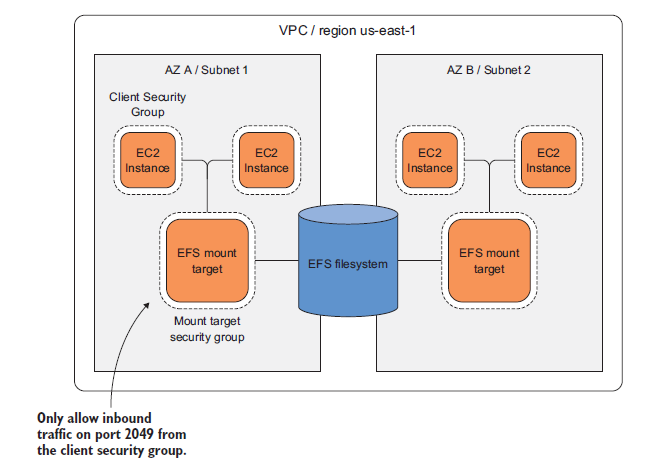 VPC / region us-east-1
AZ A / Subnet 1
AZ B / Subnet 2
Client Security
Group
EC2
Instance
EC2
Instance
EC2
Instance
EC2
Instance
EFS mount
target
EFS filesystem
EFS mount
target
Mount target
security group
Only allow inbound
traffic on port 2049 from
the client security group.